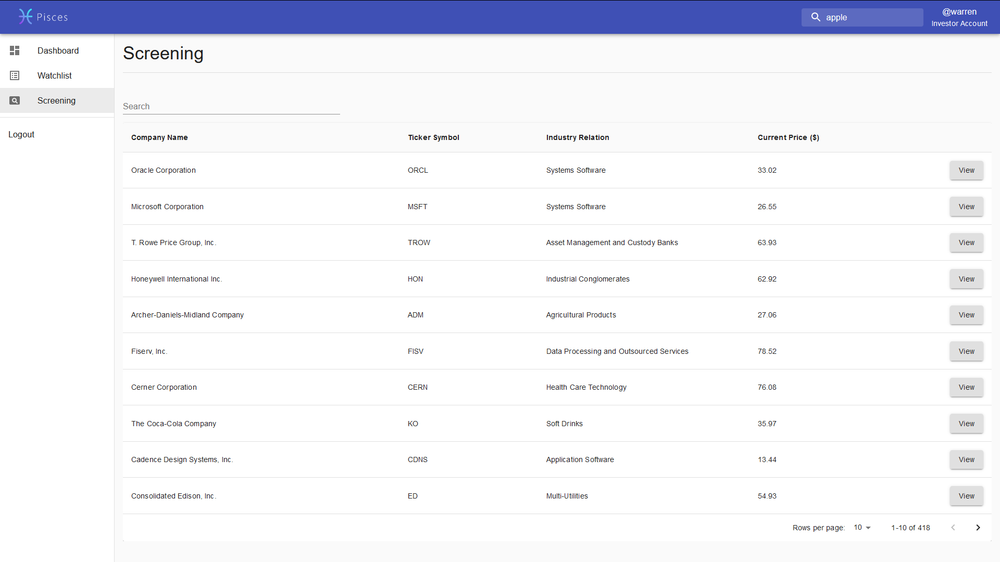 Pisces
apple
@warren
Investor Account
Dashboard
Watchlist
Screening
Logout
Screening
Search
Company Name Ticker Symbol Industry Relation Current Price ($)
Oracle Corporation ORCL Systems Software 33.02 View
Microsoft Corporation MSFT Systems Software 26.55 View
T. Rowe Price Group, Inc. TROW Asset Management and Custody Banks 63.93 View
Honeywell International Inc. HON Industrial Conglomerates 62.92 View
Archer-Daniels-Midland Company ADM Agricultural Products 27.06 View
Fiserv, Inc. FISV Data Processing and Outsourced Services 78.52 View
Cerner Corporation CERN Health Care Technology 76.08 View
The Coca-Cola Company KO Soft Drinks 35.97 View
Cadence Design Systems, Inc. CDNS Application Software 13.44 View
Consolidated Edison, Inc. ED Multi-Utilities 54.93 View
Rows per page: 10 1-10 of 418